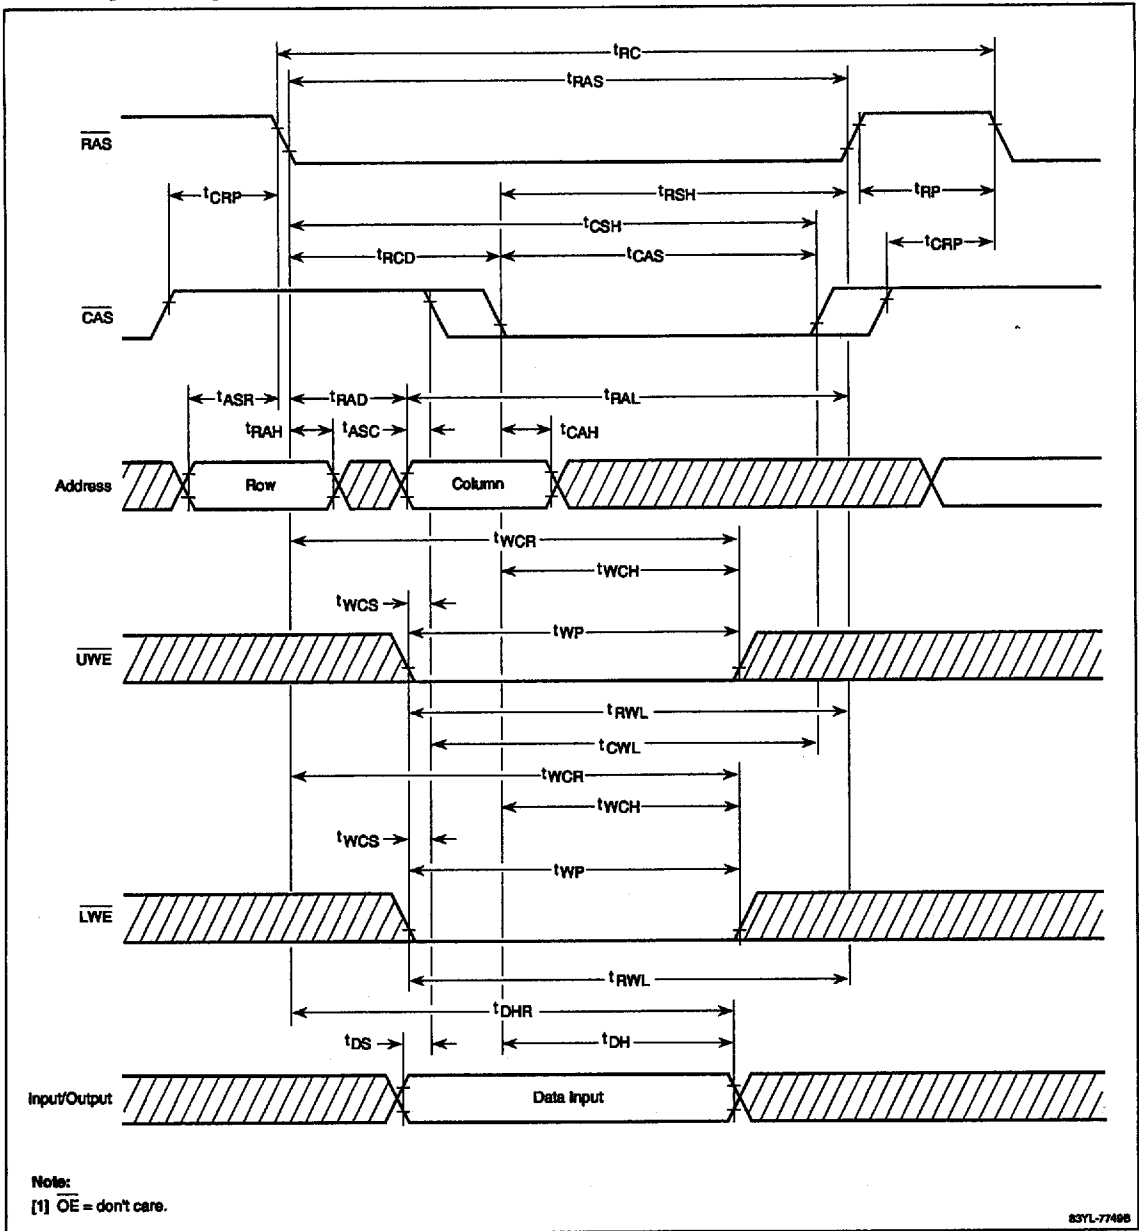 tRC
tRAS
RAS
tCRP
tRSH
tRP
tCSH
tCRP
tRCD
tCAS
CAS
tASR
tRAD
tRAL
tRAH
tASC
tCAH
Address
Row
Column
tWCR
tWCH
tWCS
tWP
UWE
tRWL
tCWL
tWCR
tWCH
tWCS
tWP
LWE
tRWL
tDHR
tDS
tDH
Input/Output
Data Input
Note:
[1] OE = don't care.
83YL-7749B